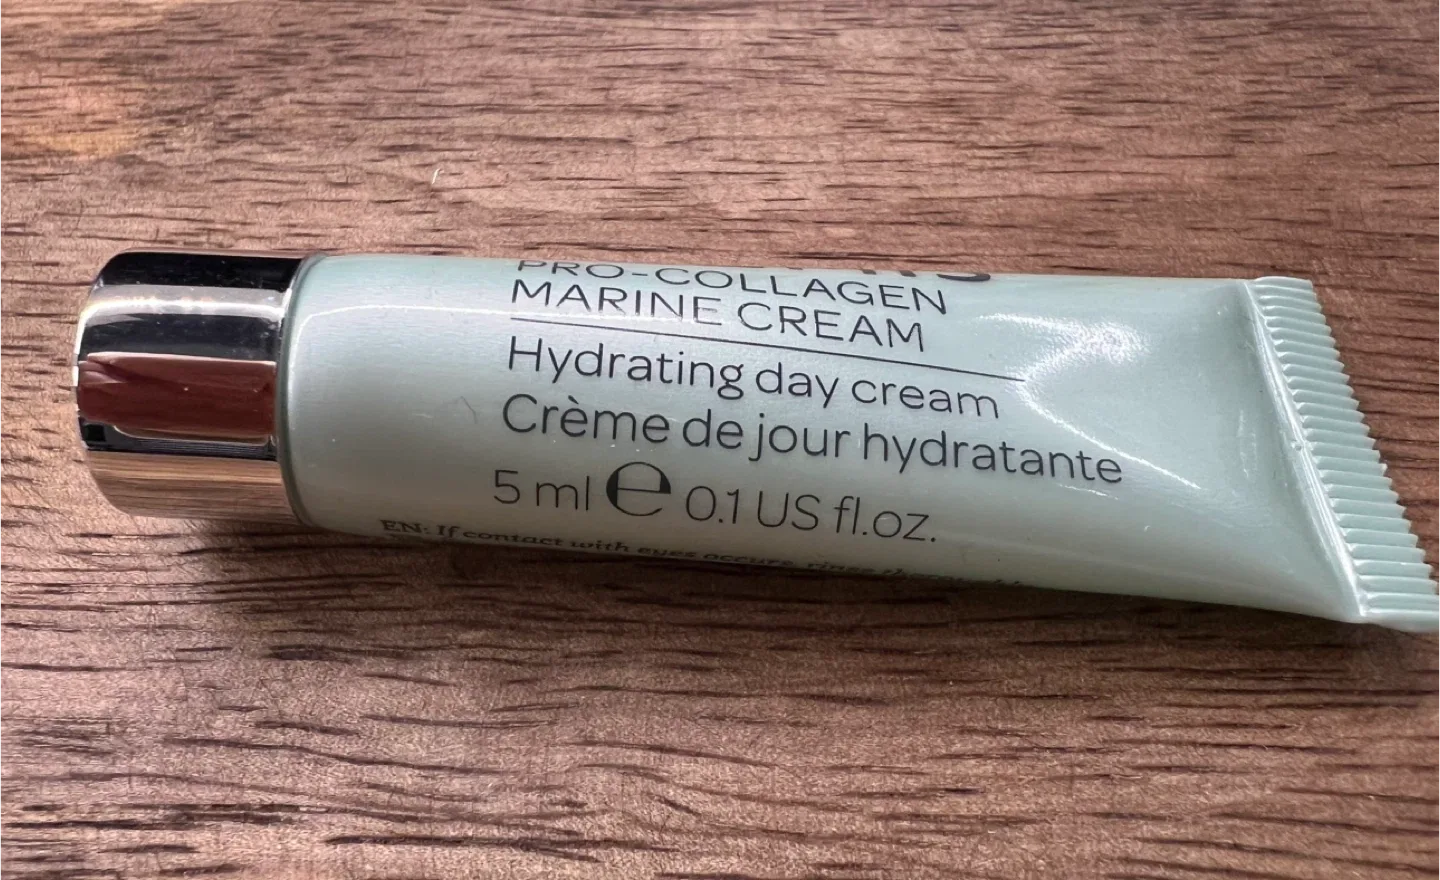 PRO-COLLAGEN
MARINE CREAM
Hydrating day cream
Crème de jour hydratante
5 ml ℮ 0.1 US fl.oz.
EN: If contact with eyes occurs, rinse